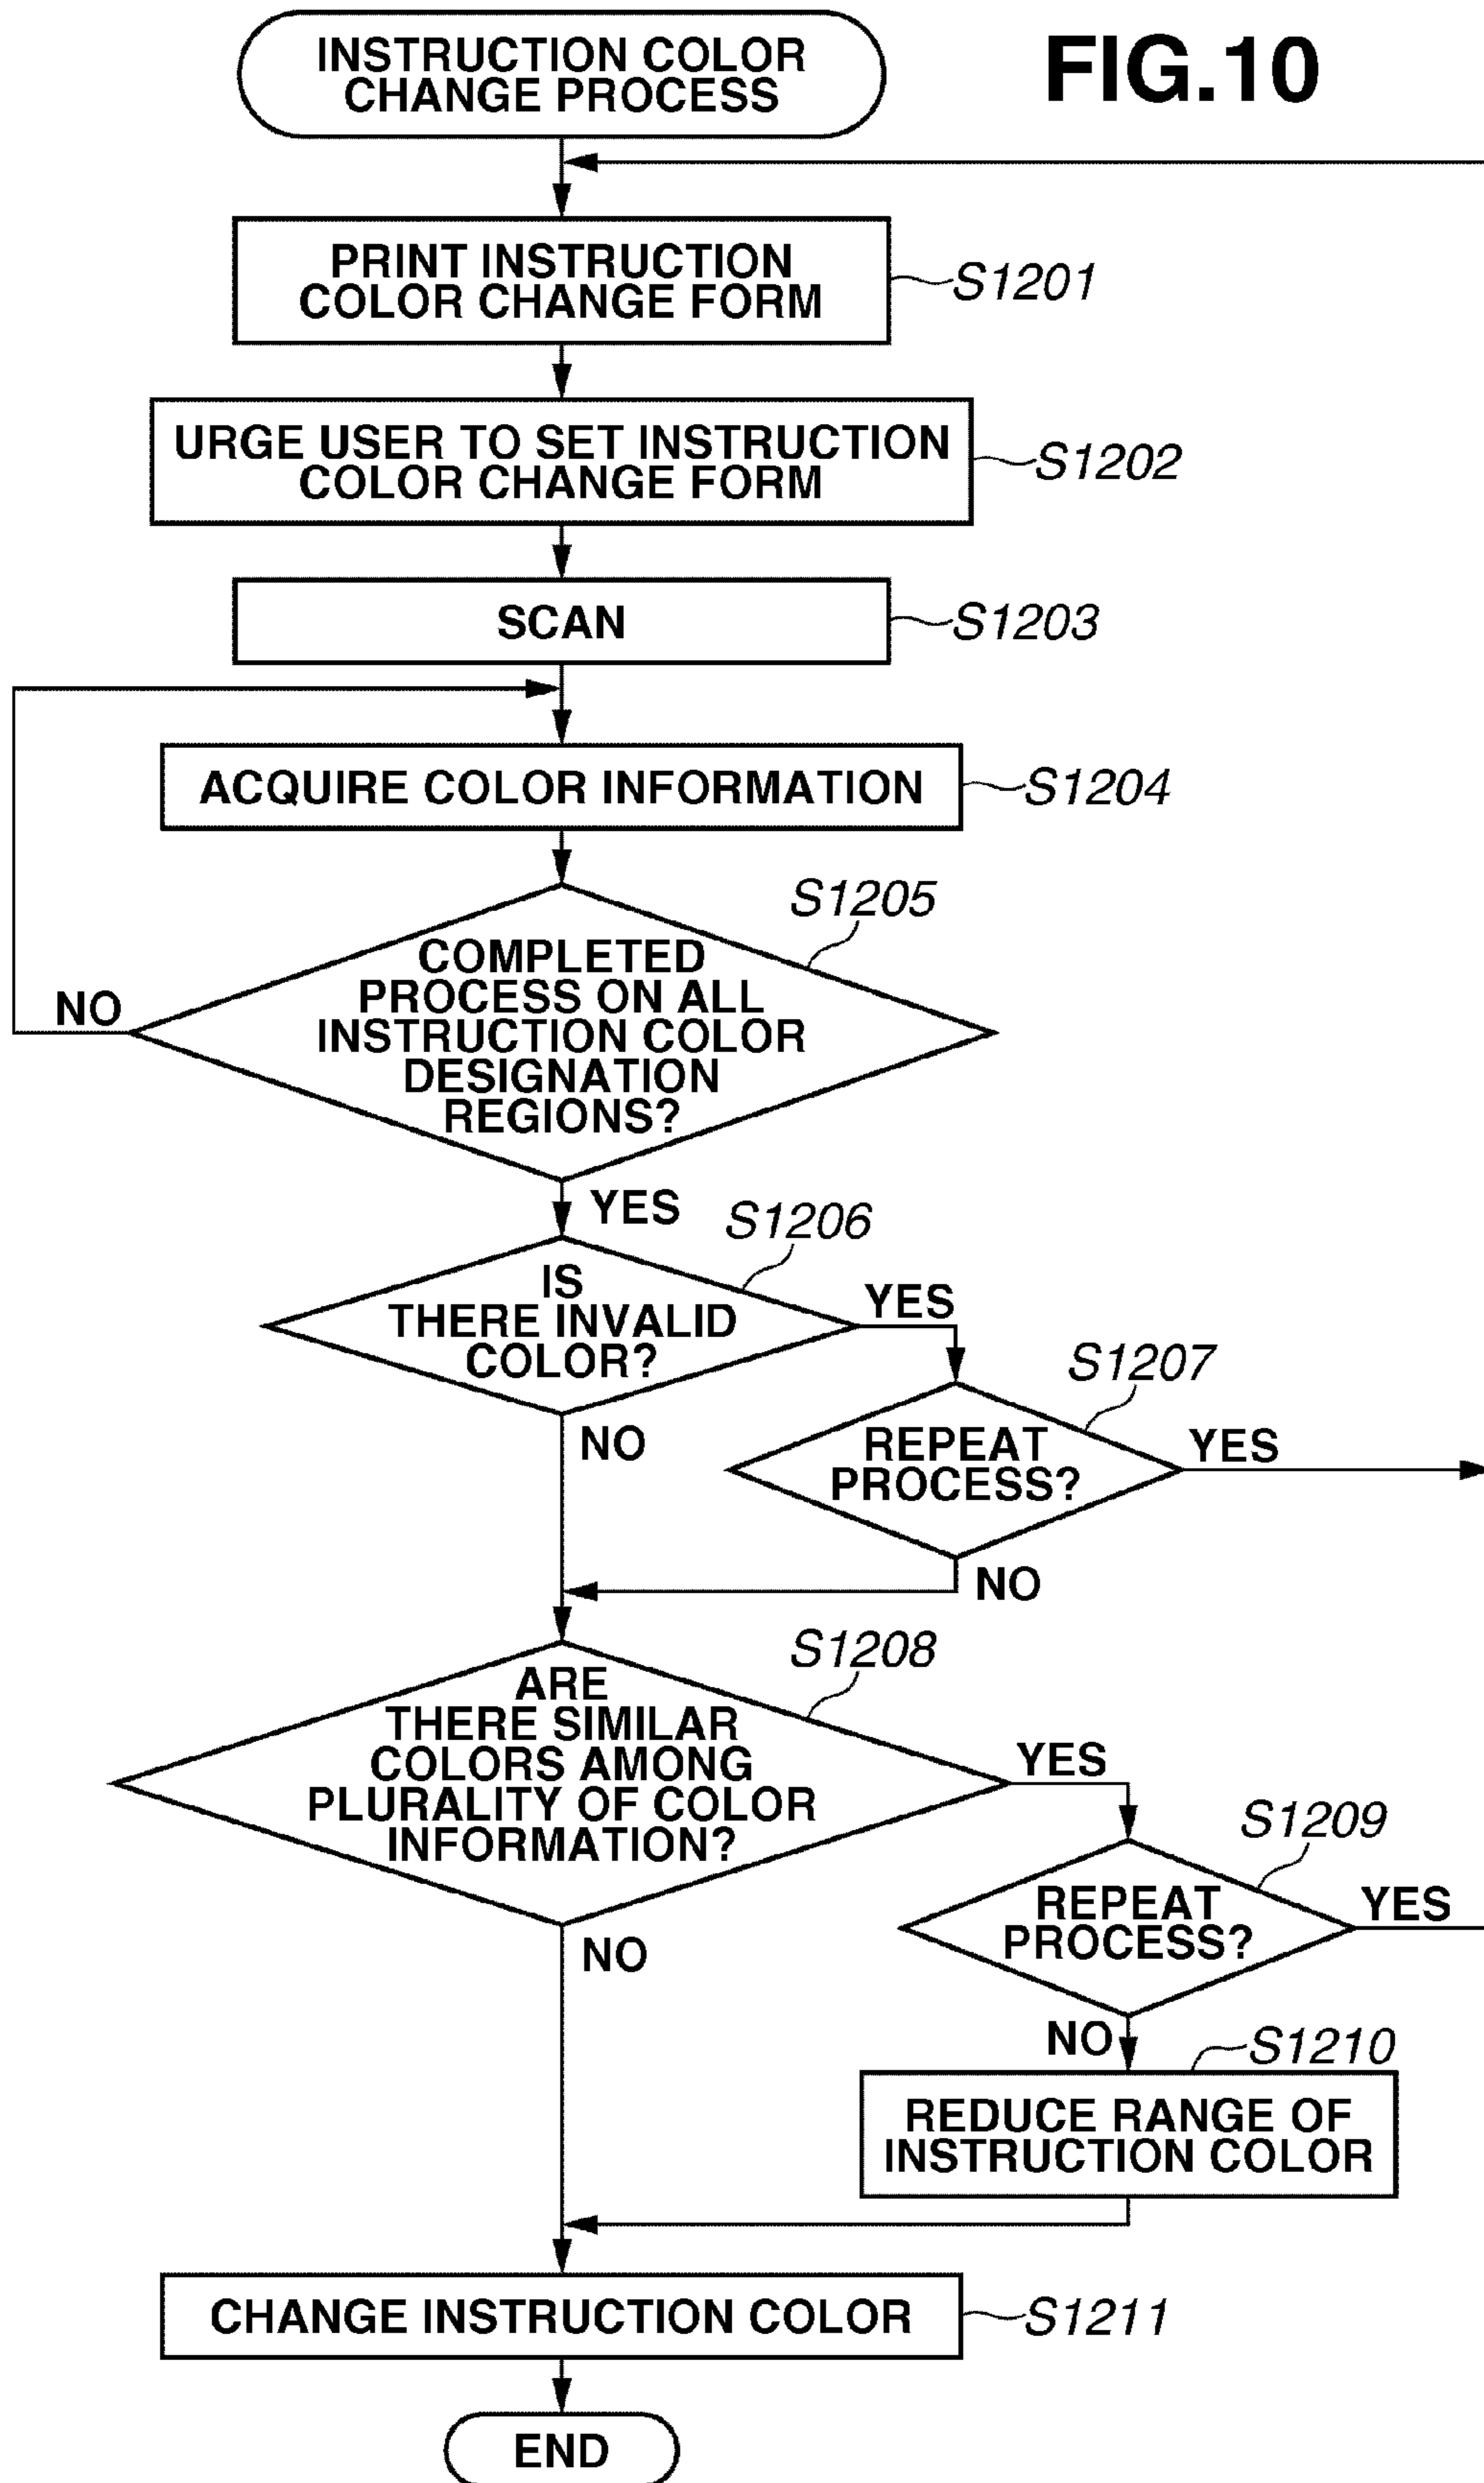 INSTRUCTION COLOR
CHANGE PROCESS
FIG.10
PRINT INSTRUCTION
COLOR CHANGE FORM
S1201
URGE USER TO SET INSTRUCTION
COLOR CHANGE FORM
S1202
SCAN
S1203
ACQUIRE COLOR INFORMATION
S1204
S1205
COMPLETED
PROCESS ON ALL
INSTRUCTION COLOR
DESIGNATION
REGIONS?
NO
YES
S1206
IS
THERE INVALID
COLOR?
YES
NO
S1207
REPEAT
PROCESS?
YES
NO
S1208
ARE
THERE SIMILAR
COLORS AMONG
PLURALITY OF COLOR
INFORMATION?
YES
NO
S1209
REPEAT
PROCESS?
YES
NO
S1210
REDUCE RANGE OF
INSTRUCTION COLOR
CHANGE INSTRUCTION COLOR
S1211
END